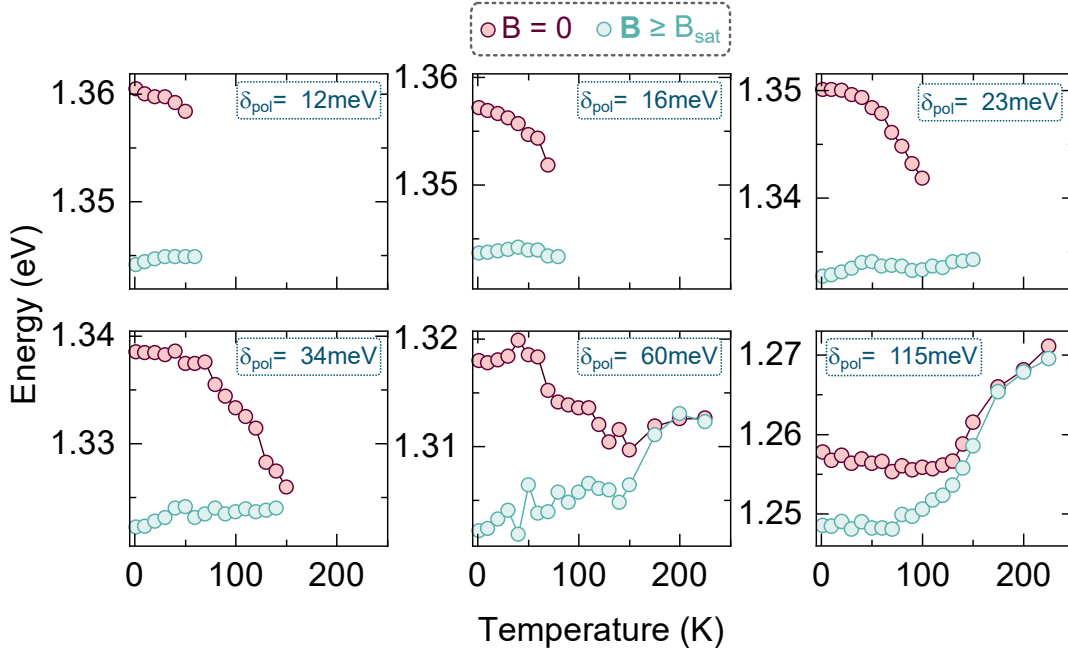 B = 0 B ≥ B_sat
1.36
1.35
δ_pol= 12meV
1.36
1.35
δ_pol= 16meV
1.35
1.34
δ_pol= 23meV
Energy (eV)
1.34
1.33
δ_pol= 34meV
0 100 200
1.32
1.31
δ_pol= 60meV
0 100 200
1.27
1.26
1.25
δ_pol= 115meV
0 100 200
Temperature (K)